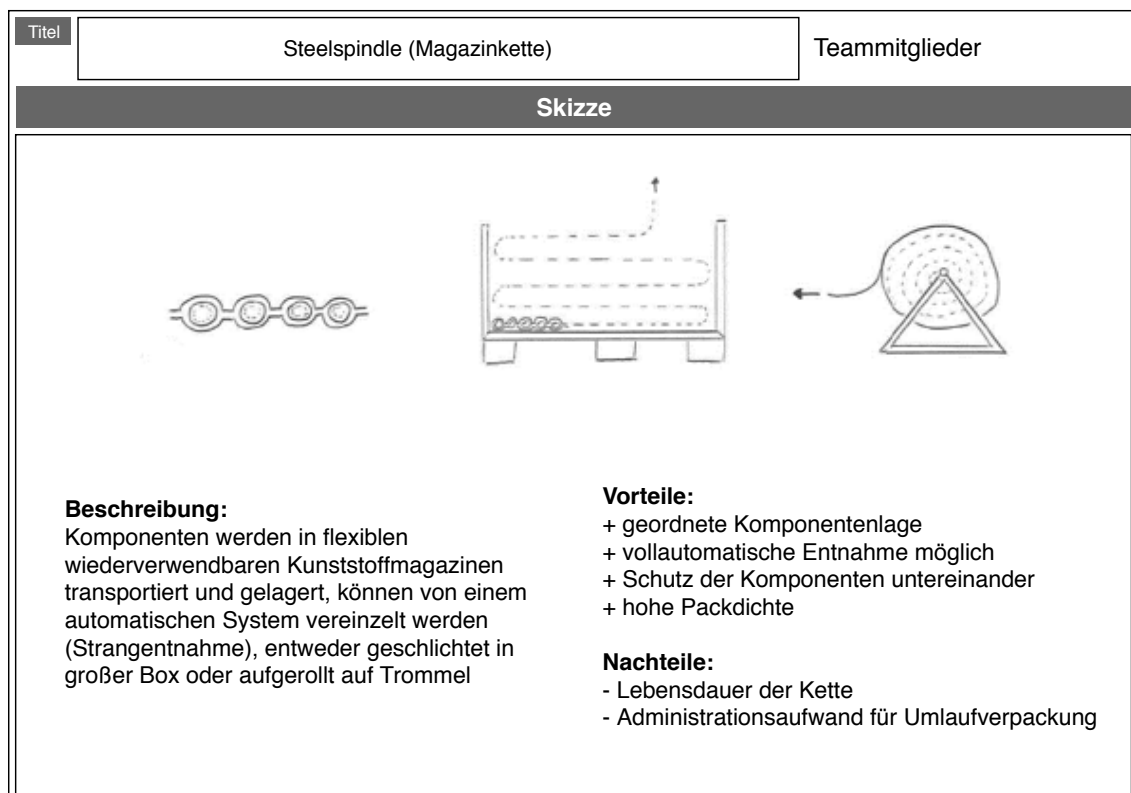 Titel
Steelspindle (Magazinkette)
Teammitglieder
Skizze
Beschreibung:
Komponenten werden in flexiblen
wiederverwendbaren Kunststoffmagazinen
transportiert und gelagert, können von einem
automatischen System vereinzelt werden
(Strangentnahme), entweder geschlichtet in
großer Box oder aufgerollt auf Trommel
Vorteile:
+ geordnete Komponentenlage
+ vollautomatische Entnahme möglich
+ Schutz der Komponenten untereinander
+ hohe Packdichte
Nachteile:
- Lebensdauer der Kette
- Administrationsaufwand für Umlaufverpackung